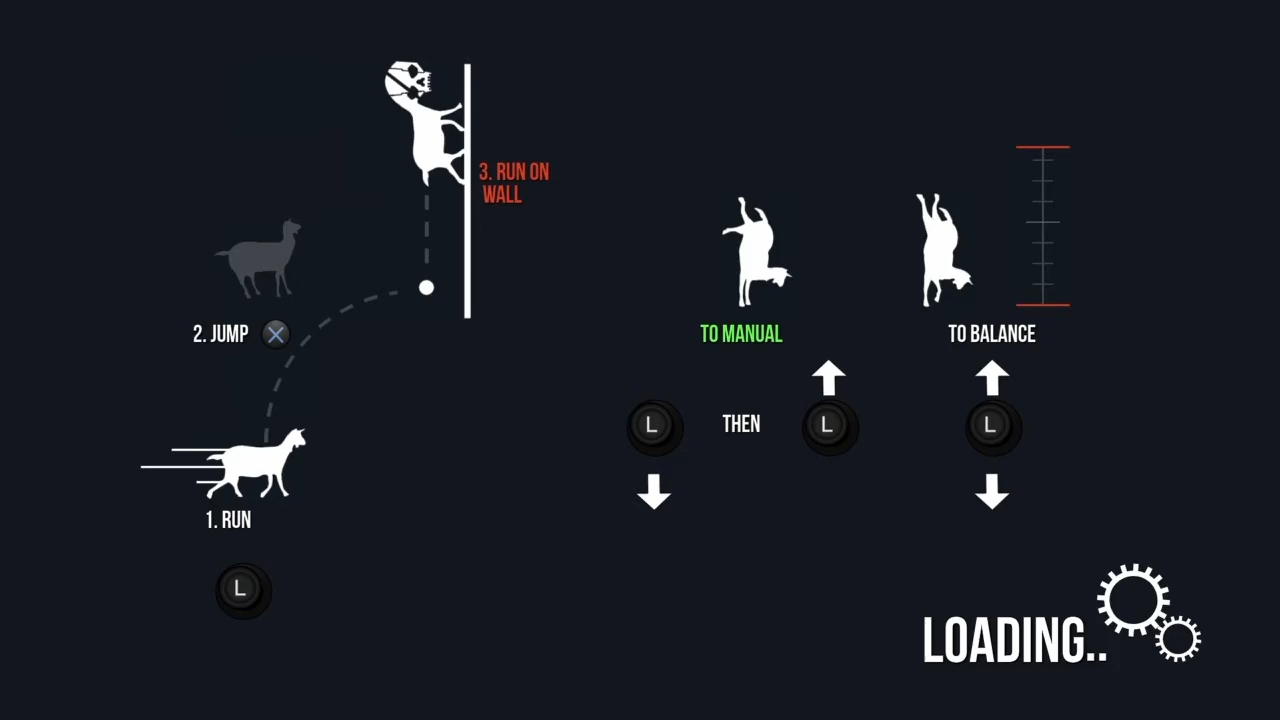 3. RUN ON
WALL
2. JUMP
TO MANUAL
TO BALANCE
L
THEN
L
L
1. RUN
L
LOADING..